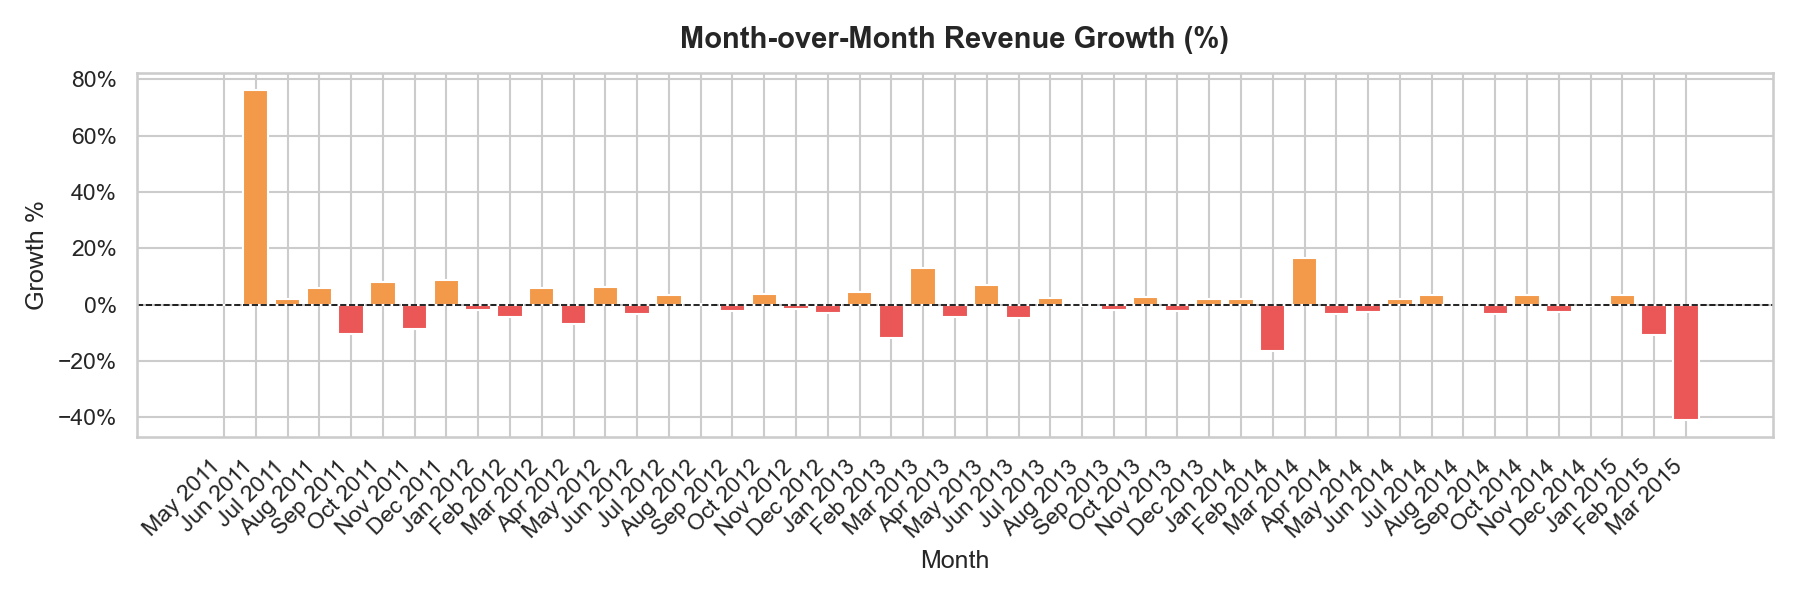 Month-over-Month Revenue Growth (%)
80%
60%
40%
20%
0%
−20%
−40%
Growth %
May 2011
Jun 2011
Jul 2011
Aug 2011
Sep 2011
Oct 2011
Nov 2011
Dec 2011
Jan 2012
Feb 2012
Mar 2012
Apr 2012
May 2012
Jun 2012
Jul 2012
Aug 2012
Sep 2012
Oct 2012
Nov 2012
Dec 2012
Jan 2013
Feb 2013
Mar 2013
Apr 2013
May 2013
Jun 2013
Jul 2013
Aug 2013
Sep 2013
Oct 2013
Nov 2013
Dec 2013
Jan 2014
Feb 2014
Mar 2014
Apr 2014
May 2014
Jun 2014
Jul 2014
Aug 2014
Sep 2014
Oct 2014
Nov 2014
Dec 2014
Jan 2015
Feb 2015
Mar 2015
Month